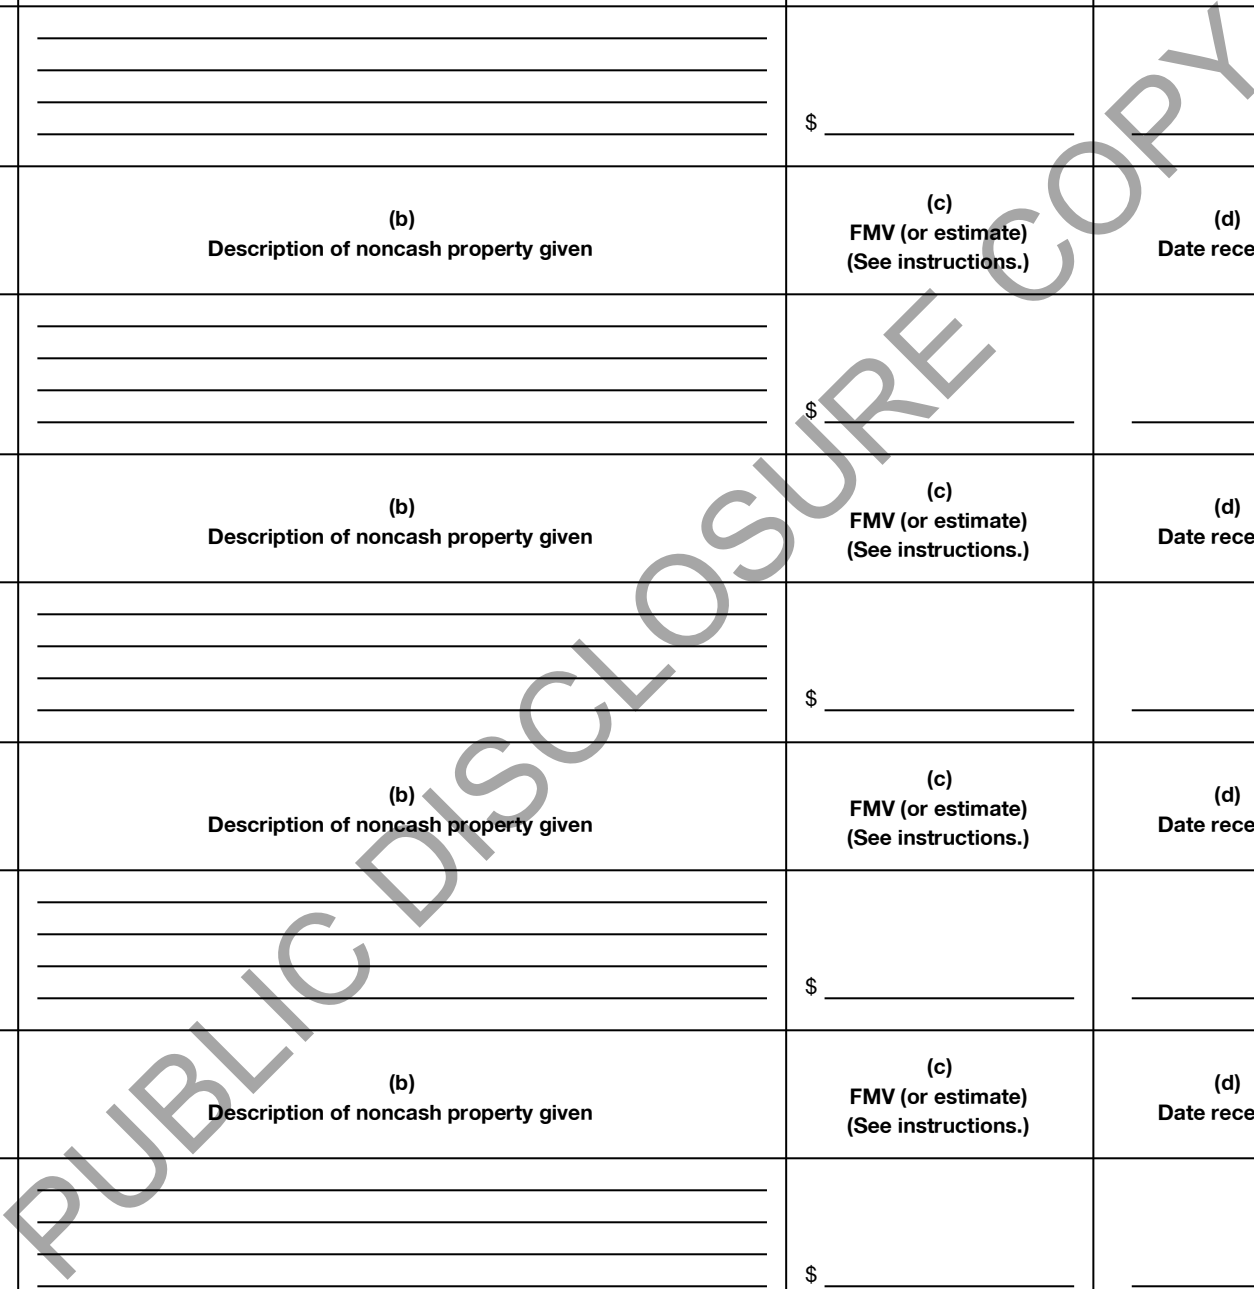 $
(b)
Description of noncash property given
(c)
FMV (or estimate)
(See instructions.)
(d)
Date rece
$
(b)
Description of noncash property given
(c)
FMV (or estimate)
(See instructions.)
(d)
Date rece
$
(b)
Description of noncash property given
(c)
FMV (or estimate)
(See instructions.)
(d)
Date rece
$
(b)
Description of noncash property given
(c)
FMV (or estimate)
(See instructions.)
(d)
Date rece
$
PUBLIC DISCLOSURE COPY